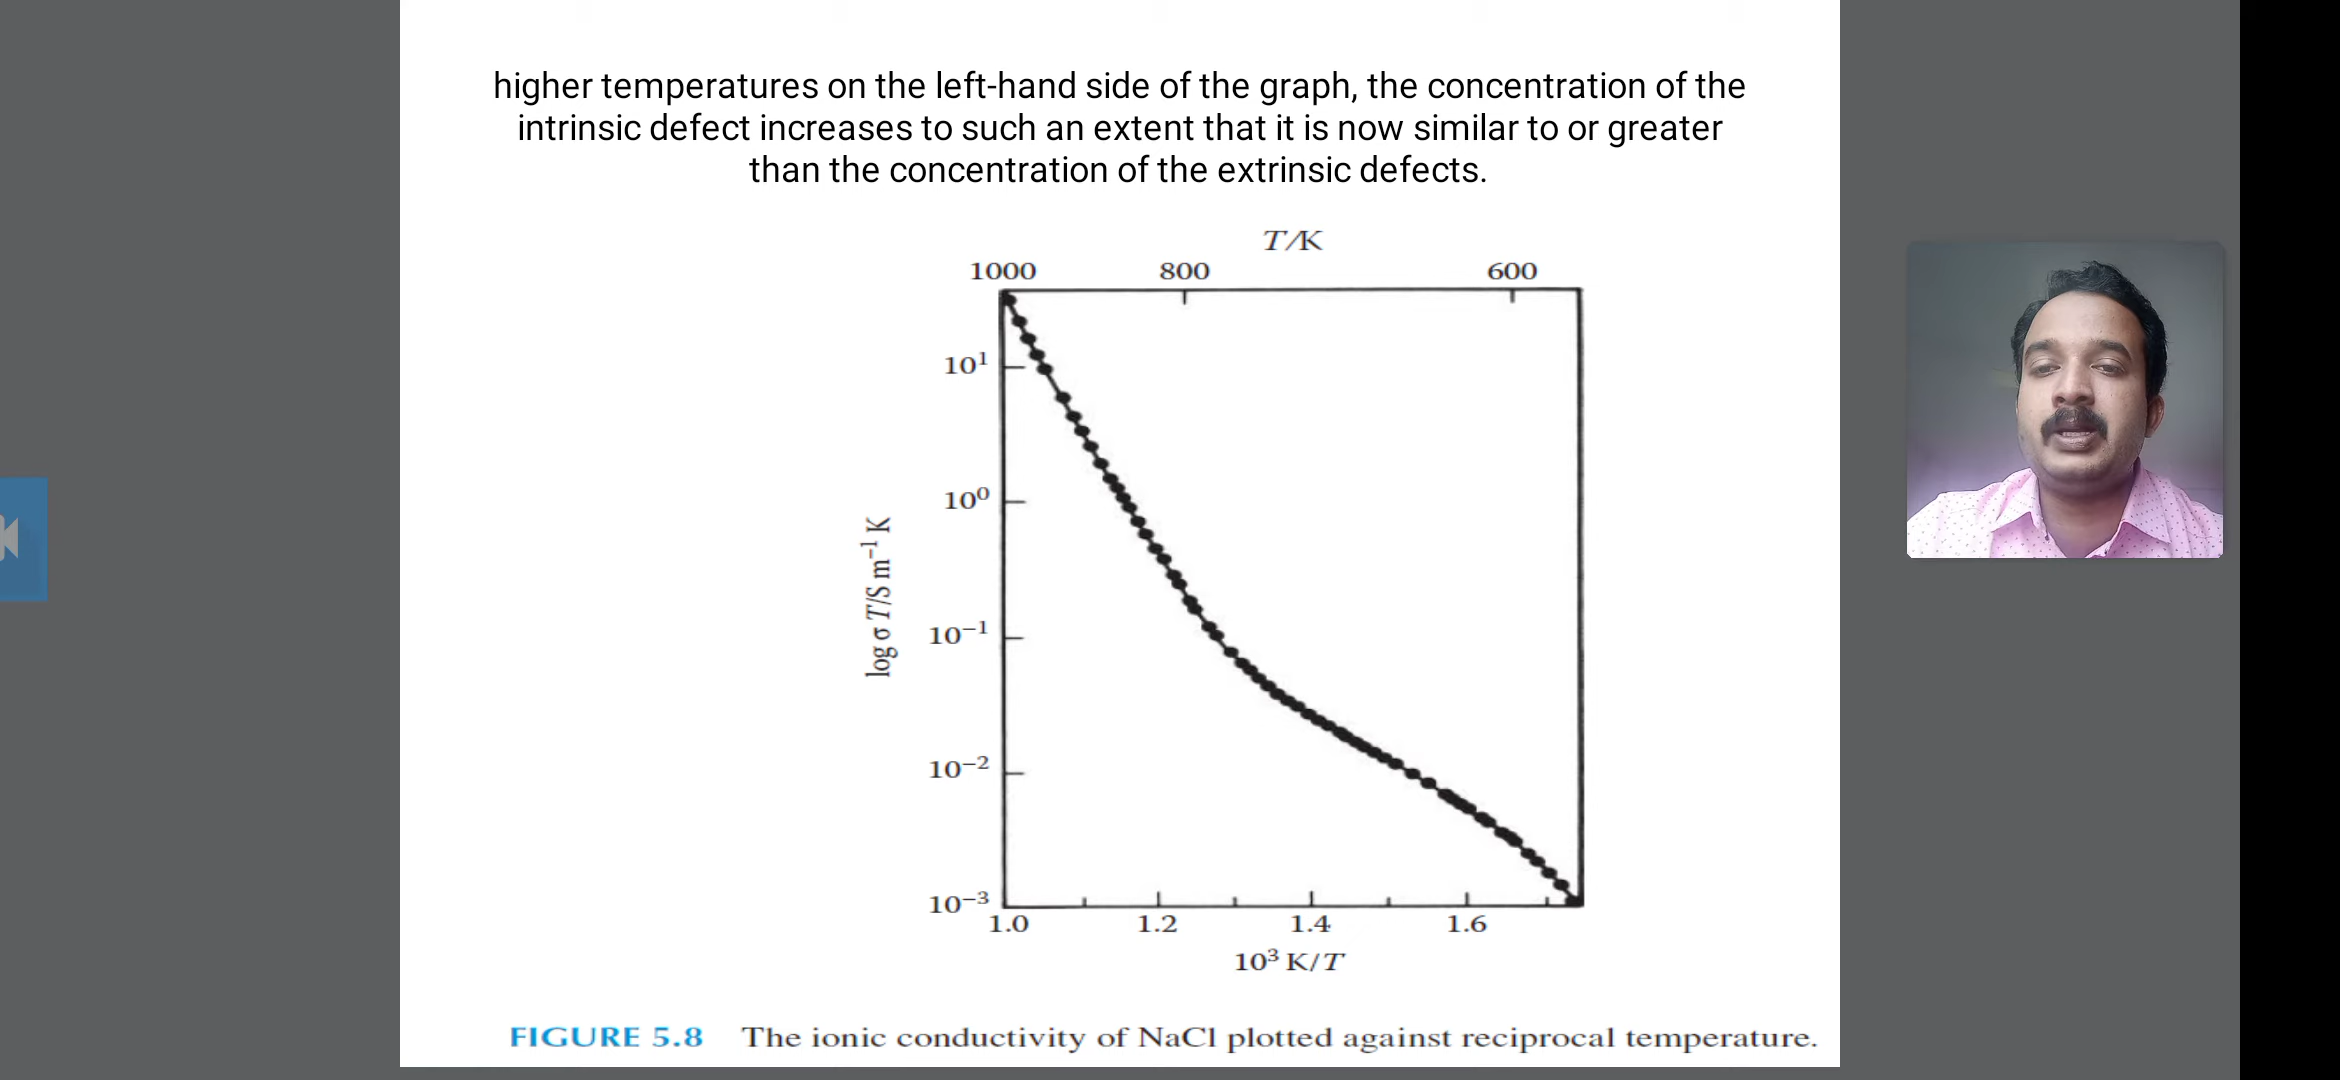 higher temperatures on the left-hand side of the graph, the concentration of the
intrinsic defect increases to such an extent that it is now similar to or greater
than the concentration of the extrinsic defects.
T/K
1000 800 600
10¹
10⁰
10⁻¹
10⁻²
10⁻³
log σ T/S m⁻¹ K
1.0 1.2 1.4 1.6
10³ K/T
FIGURE 5.8 The ionic conductivity of NaCl plotted against reciprocal temperature.